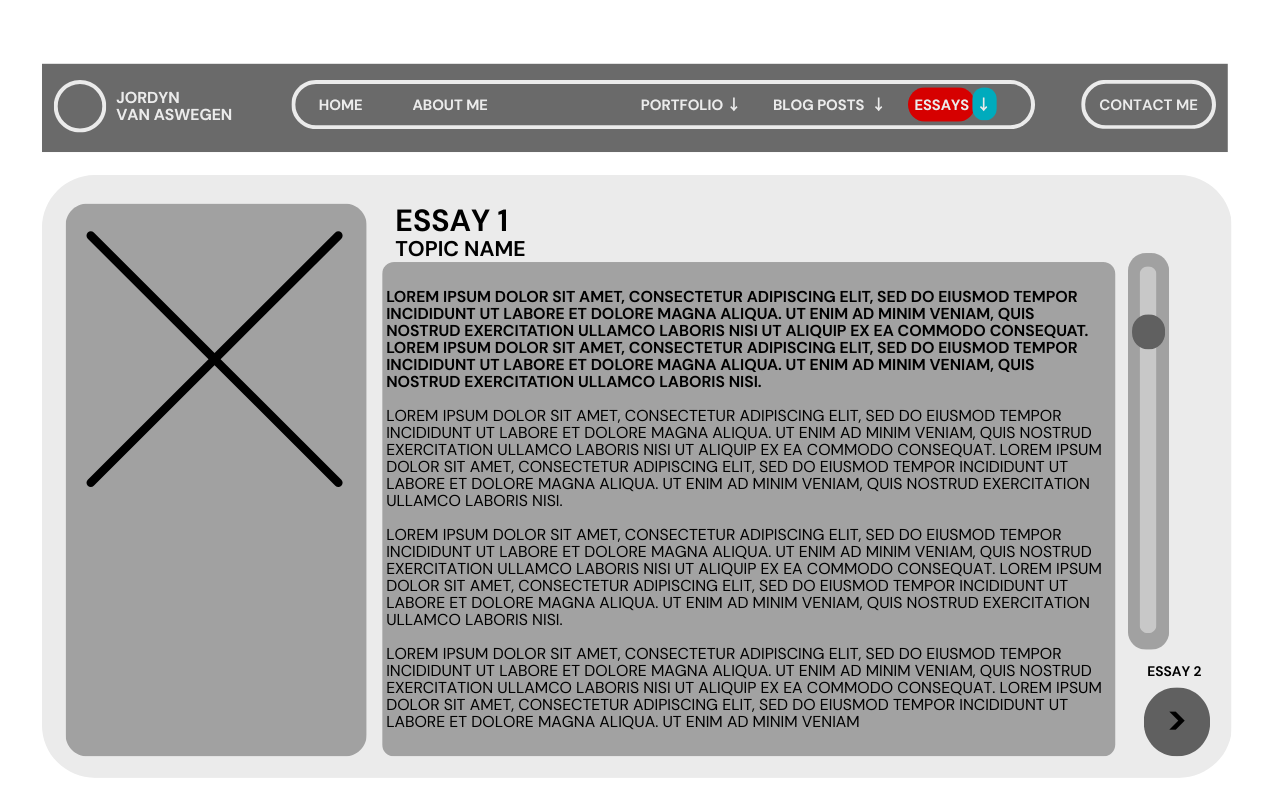 JORDYN
VAN ASWEGEN
HOME
ABOUT ME
PORTFOLIO ↓
BLOG POSTS ↓
ESSAYS ↓
CONTACT ME
ESSAY 1
TOPIC NAME
LOREM IPSUM DOLOR SIT AMET, CONSECTETUR ADIPISCING ELIT, SED DO EIUSMOD TEMPOR
INCIDIDUNT UT LABORE ET DOLORE MAGNA ALIQUA. UT ENIM AD MINIM VENIAM, QUIS
NOSTRUD EXERCITATION ULLAMCO LABORIS NISI UT ALIQUIP EX EA COMMODO CONSEQUAT.
LOREM IPSUM DOLOR SIT AMET, CONSECTETUR ADIPISCING ELIT, SED DO EIUSMOD TEMPOR
INCIDIDUNT UT LABORE ET DOLORE MAGNA ALIQUA. UT ENIM AD MINIM VENIAM, QUIS
NOSTRUD EXERCITATION ULLAMCO LABORIS NISI.
LOREM IPSUM DOLOR SIT AMET, CONSECTETUR ADIPISCING ELIT, SED DO EIUSMOD TEMPOR
INCIDIDUNT UT LABORE ET DOLORE MAGNA ALIQUA. UT ENIM AD MINIM VENIAM, QUIS NOSTRUD
EXERCITATION ULLAMCO LABORIS NISI UT ALIQUIP EX EA COMMODO CONSEQUAT. LOREM IPSUM
DOLOR SIT AMET, CONSECTETUR ADIPISCING ELIT, SED DO EIUSMOD TEMPOR INCIDIDUNT UT
LABORE ET DOLORE MAGNA ALIQUA. UT ENIM AD MINIM VENIAM, QUIS NOSTRUD EXERCITATION
ULLAMCO LABORIS NISI.
LOREM IPSUM DOLOR SIT AMET, CONSECTETUR ADIPISCING ELIT, SED DO EIUSMOD TEMPOR
INCIDIDUNT UT LABORE ET DOLORE MAGNA ALIQUA. UT ENIM AD MINIM VENIAM, QUIS NOSTRUD
EXERCITATION ULLAMCO LABORIS NISI UT ALIQUIP EX EA COMMODO CONSEQUAT. LOREM IPSUM
DOLOR SIT AMET, CONSECTETUR ADIPISCING ELIT, SED DO EIUSMOD TEMPOR INCIDIDUNT UT
LABORE ET DOLORE MAGNA ALIQUA. UT ENIM AD MINIM VENIAM, QUIS NOSTRUD EXERCITATION
ULLAMCO LABORIS NISI.
LOREM IPSUM DOLOR SIT AMET, CONSECTETUR ADIPISCING ELIT, SED DO EIUSMOD TEMPOR
INCIDIDUNT UT LABORE ET DOLORE MAGNA ALIQUA. UT ENIM AD MINIM VENIAM, QUIS NOSTRUD
EXERCITATION ULLAMCO LABORIS NISI UT ALIQUIP EX EA COMMODO CONSEQUAT. LOREM IPSUM
DOLOR SIT AMET, CONSECTETUR ADIPISCING ELIT, SED DO EIUSMOD TEMPOR INCIDIDUNT UT
LABORE ET DOLORE MAGNA ALIQUA. UT ENIM AD MINIM VENIAM
ESSAY 2